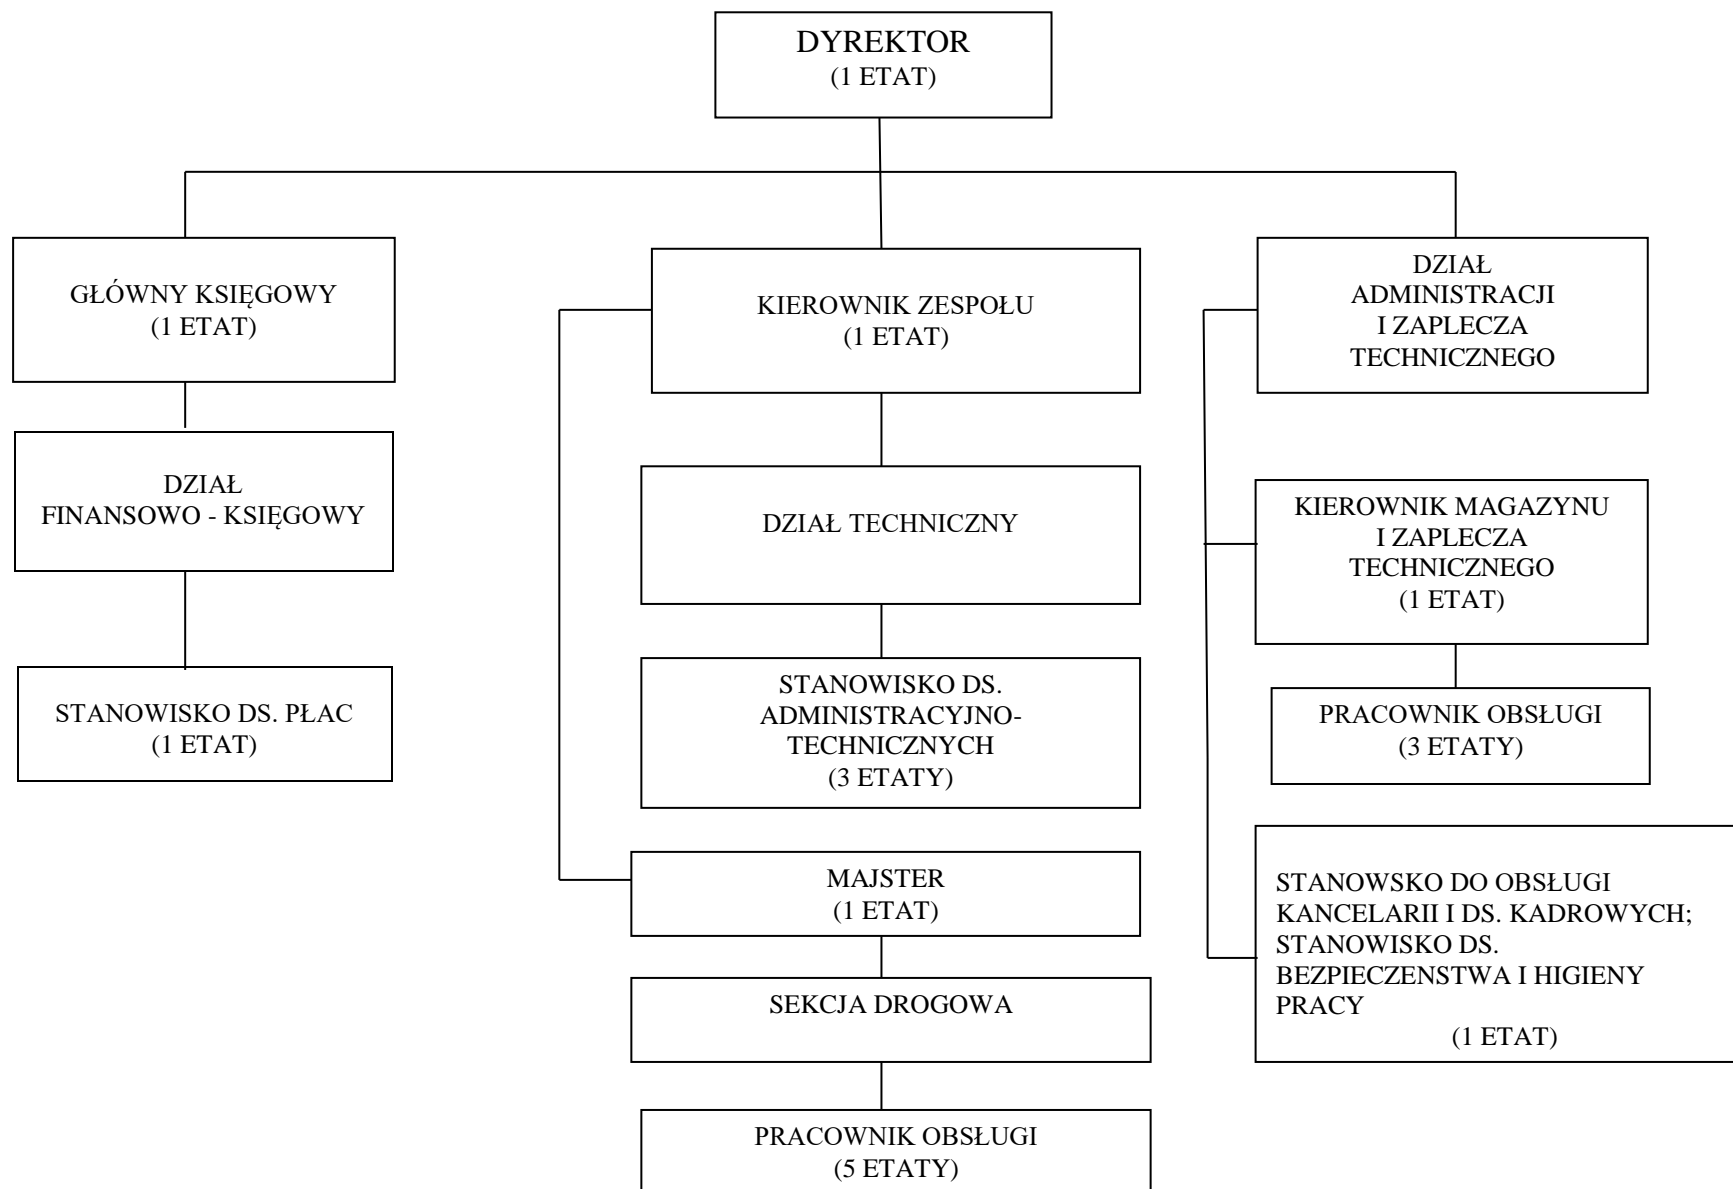 DYREKTOR
(1 ETAT)
GŁÓWNY KSIĘGOWY
(1 ETAT)
DZIAŁ
FINANSOWO - KSIĘGOWY
STANOWISKO DS. PŁAC
(1 ETAT)
KIEROWNIK ZESPOŁU
(1 ETAT)
DZIAŁ TECHNICZNY
STANOWISKO DS.
ADMINISTRACYJNO-
TECHNICZNYCH
(3 ETATY)
MAJSTER
(1 ETAT)
SEKCJA DROGOWA
PRACOWNIK OBSŁUGI
(5 ETATY)
DZIAŁ
ADMINISTRACJI
I ZAPLECZA
TECHNICZNEGO
KIEROWNIK MAGAZYNU
I ZAPLECZA
TECHNICZNEGO
(1 ETAT)
PRACOWNIK OBSŁUGI
(3 ETATY)
STANOWSKO DO OBSŁUGI
KANCELARII I DS. KADROWYCH;
STANOWISKO DS.
BEZPIECZENSTWA I HIGIENY
PRACY
(1 ETAT)